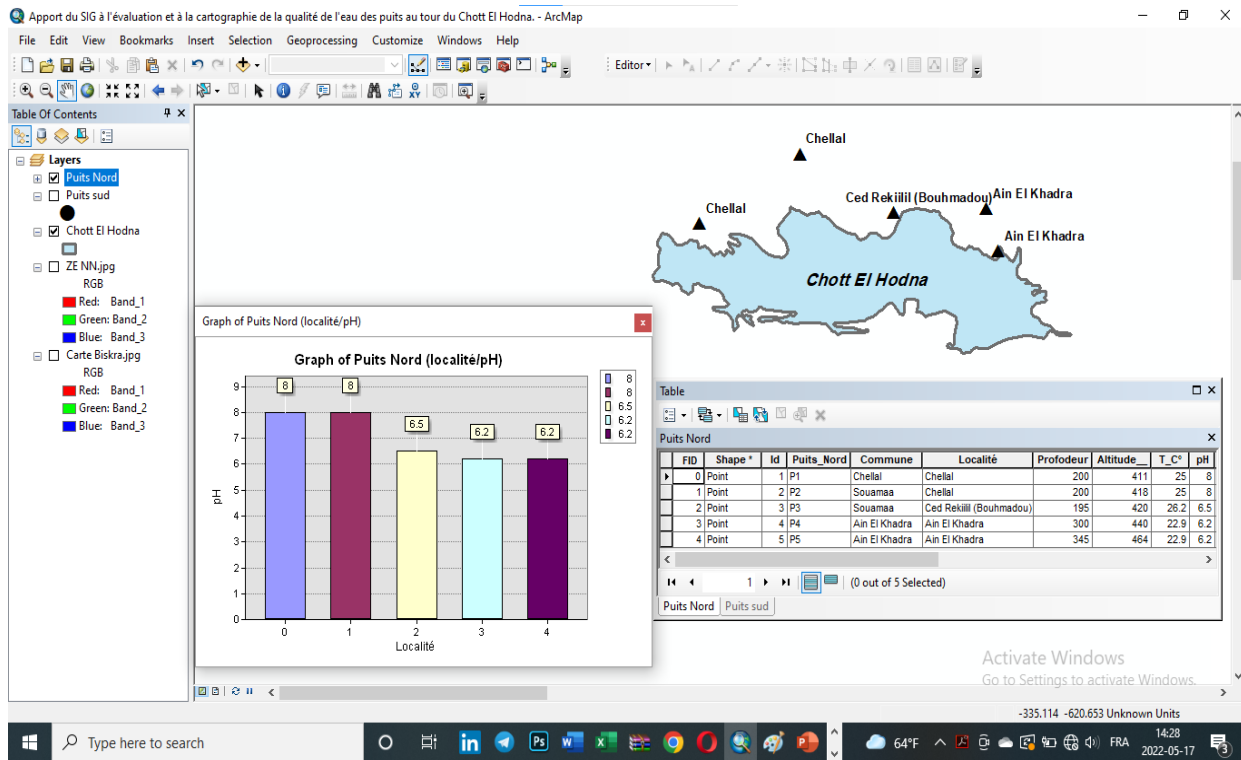 Apport du SIG à l'évaluation et à la cartographie de la qualité de l'eau des puits au tour du Chott El Hodna. - ArcMap
File Edit View Bookmarks Insert Selection Geoprocessing Customize Windows Help
Editor
Table Of Contents
Layers
Puits Nord
Puits sud
Chott El Hodna
ZE NN.jpg
RGB
Red: Band_1
Green: Band_2
Blue: Band_3
Carte Biskra.jpg
RGB
Red: Band_1
Green: Band_2
Blue: Band_3
Chellal
Ced Rekiilil (Bouhmadou) Ain El Khadra
Chellal
Ain El Khadra
Chott El Hodna
Graph of Puits Nord (localité/pH)
Graph of Puits Nord (localité/pH)
8
8
6.5
6.2
6.2
8
8
6.5
6.2
6.2
9
8
7
6
5
4
3
2
1
0
pH
0 1 2 3 4
Localité
Table
Puits Nord
FID Shape * Id Puits_Nord Commune Localité Profodeur Altitude__ T_C° pH
0 Point 1 P1 Chellal Chellal 200 411 25 8
1 Point 2 P2 Souamaa Chellal 200 418 25 8
2 Point 3 P3 Souamaa Ced Rekiilil (Bouhmadou) 195 420 26.2 6.5
3 Point 4 P4 Ain El Khadra Ain El Khadra 300 440 22.9 6.2
4 Point 5 P5 Ain El Khadra Ain El Khadra 345 464 22.9 6.2
1 (0 out of 5 Selected)
Puits Nord Puits sud
Activate Windows
Go to Settings to activate Windows.
-335.114 -620.653 Unknown Units
Type here to search
64°F FRA 14:28
2022-05-17
3